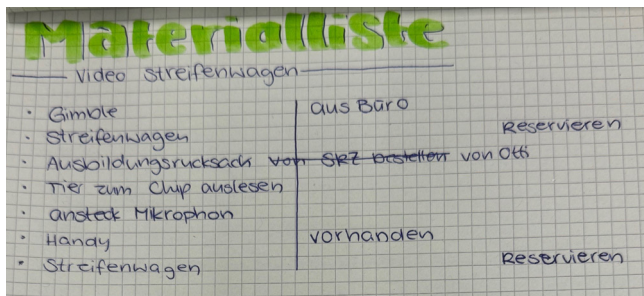 Materialliste
Video Streifenwagen
· Gimble aus Büro
· Streifenwagen Reservieren
· Ausbildungsrucksack von SRZ bestellen von Otti
· Tier zum Chip auslesen
· ansteck Mikrophon
· Handy vorhanden
· Streifenwagen Reservieren